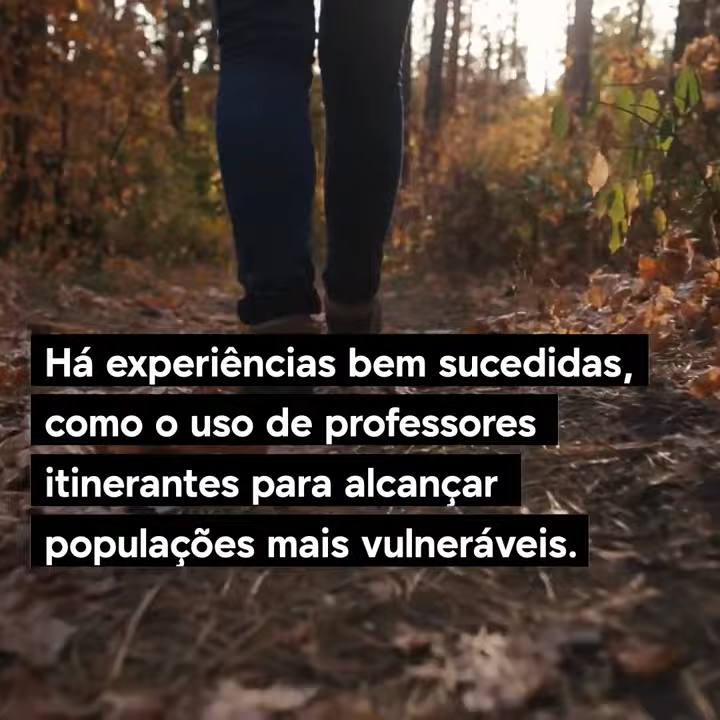 Há experiências bem sucedidas,
como o uso de professores
itinerantes para alcançar
populações mais vulneráveis.